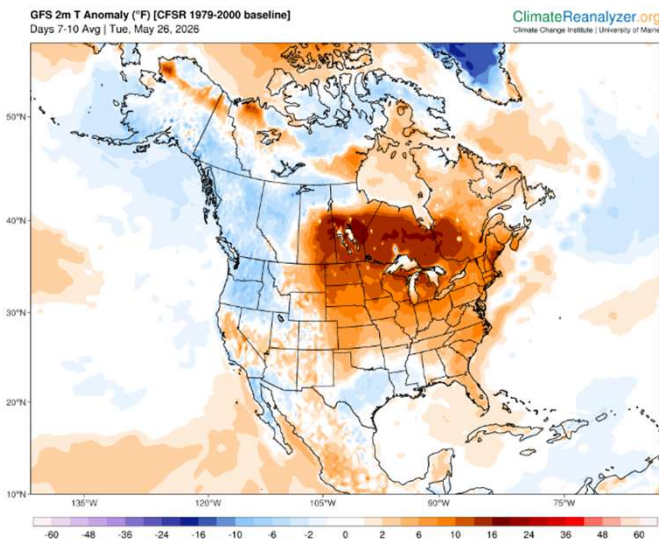 GFS 2m T Anomaly (°F) [CFSR 1979-2000 baseline]
Days 7-10 Avg | Tue, May 26, 2026
ClimateReanalyzer.org
Climate Change Institute | University of Maine
50°N
40°N
30°N
20°N
10°N
135°W 120°W 105°W 90°W 75°W
-60 -48 -36 -24 -16 -10 -6 -2 0 2 6 10 16 24 36 48 60